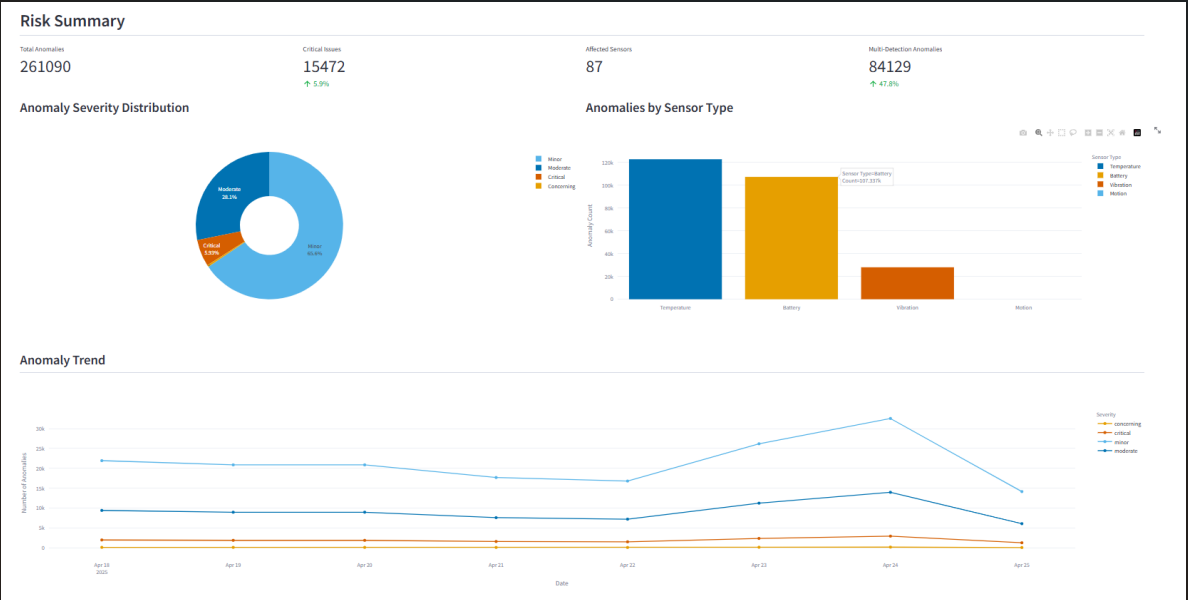 Risk Summary
Total Anomalies
Critical Issues
Affected Sensors
Multi-Detection Anomalies
261090
15472
87
84129
↑ 5.9%
↑ 47.8%
Anomaly Severity Distribution
Anomalies by Sensor Type
Minor
Moderate
Critical
Concerning
Moderate
28.1%
Critical
5.93%
Minor
65.6%
Sensor Type
Temperature
Battery
Vibration
Motion
Sensor Type=Battery
Count=107.337k
Anomaly Count
120k
100k
80k
60k
40k
20k
0
Temperature
Battery
Vibration
Motion
Anomaly Trend
Severity
concerning
critical
minor
moderate
Number of Anomalies
30k
25k
20k
15k
10k
5k
0
Apr 18
2025
Apr 19
Apr 20
Apr 21
Apr 22
Apr 23
Apr 24
Apr 25
Date